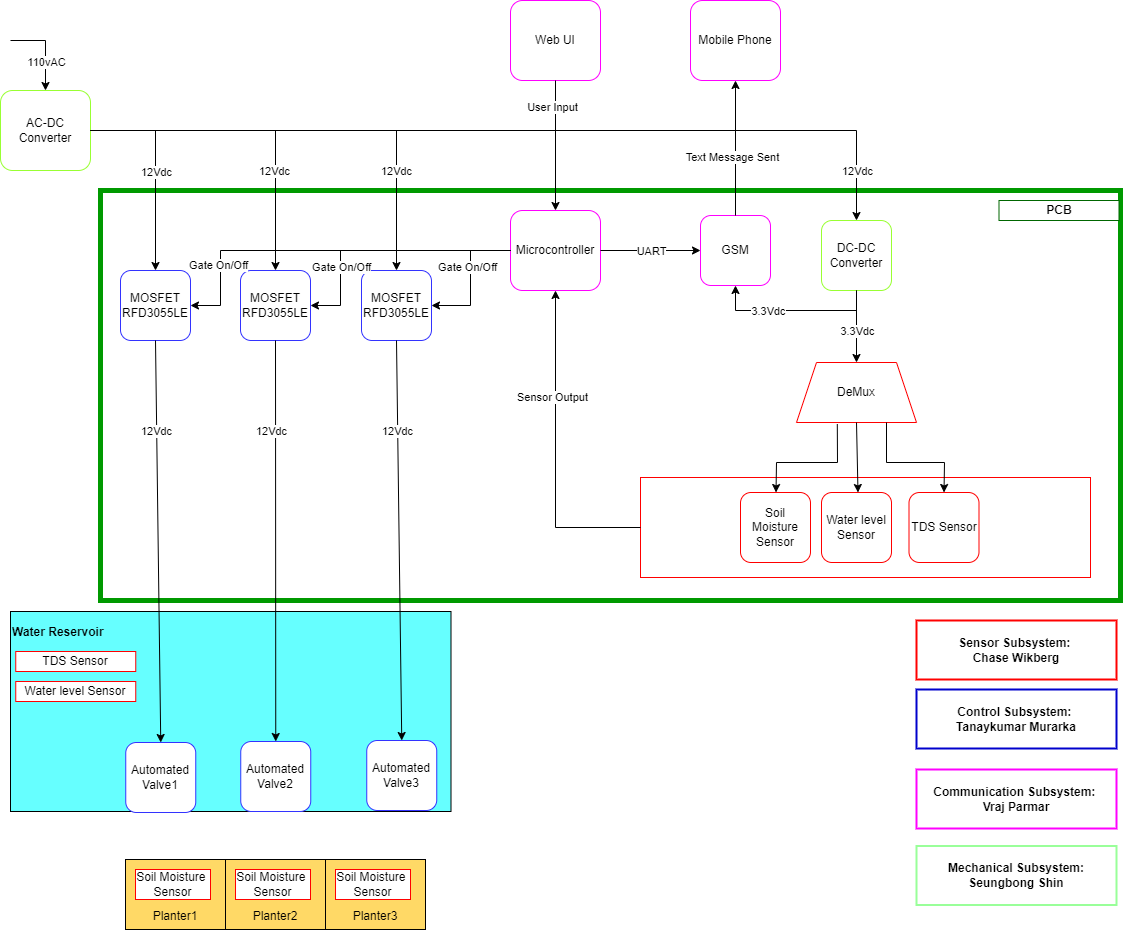 Web UI
Mobile Phone
110vAC
AC-DC
Converter
User Input
Text Message Sent
12Vdc
12Vdc
12Vdc
12Vdc
PCB
Microcontroller
UART
GSM
DC-DC
Converter
Gate On/Off
Gate On/Off
Gate On/Off
MOSFET
RFD3055LE
MOSFET
RFD3055LE
MOSFET
RFD3055LE
3.3Vdc
3.3Vdc
DeMux
Sensor Output
12Vdc
12Vdc
12Vdc
Soil
Moisture
Sensor
Water level
Sensor
TDS Sensor
Water Reservoir
TDS Sensor
Water level Sensor
Automated
Valve1
Automated
Valve2
Automated
Valve3
Sensor Subsystem:
Chase Wikberg
Control Subsystem:
Tanaykumar Murarka
Communication Subsystem:
Vraj Parmar
Mechanical Subsystem:
Seungbong Shin
Soil Moisture
Sensor
Planter1
Soil Moisture
Sensor
Planter2
Soil Moisture
Sensor
Planter3